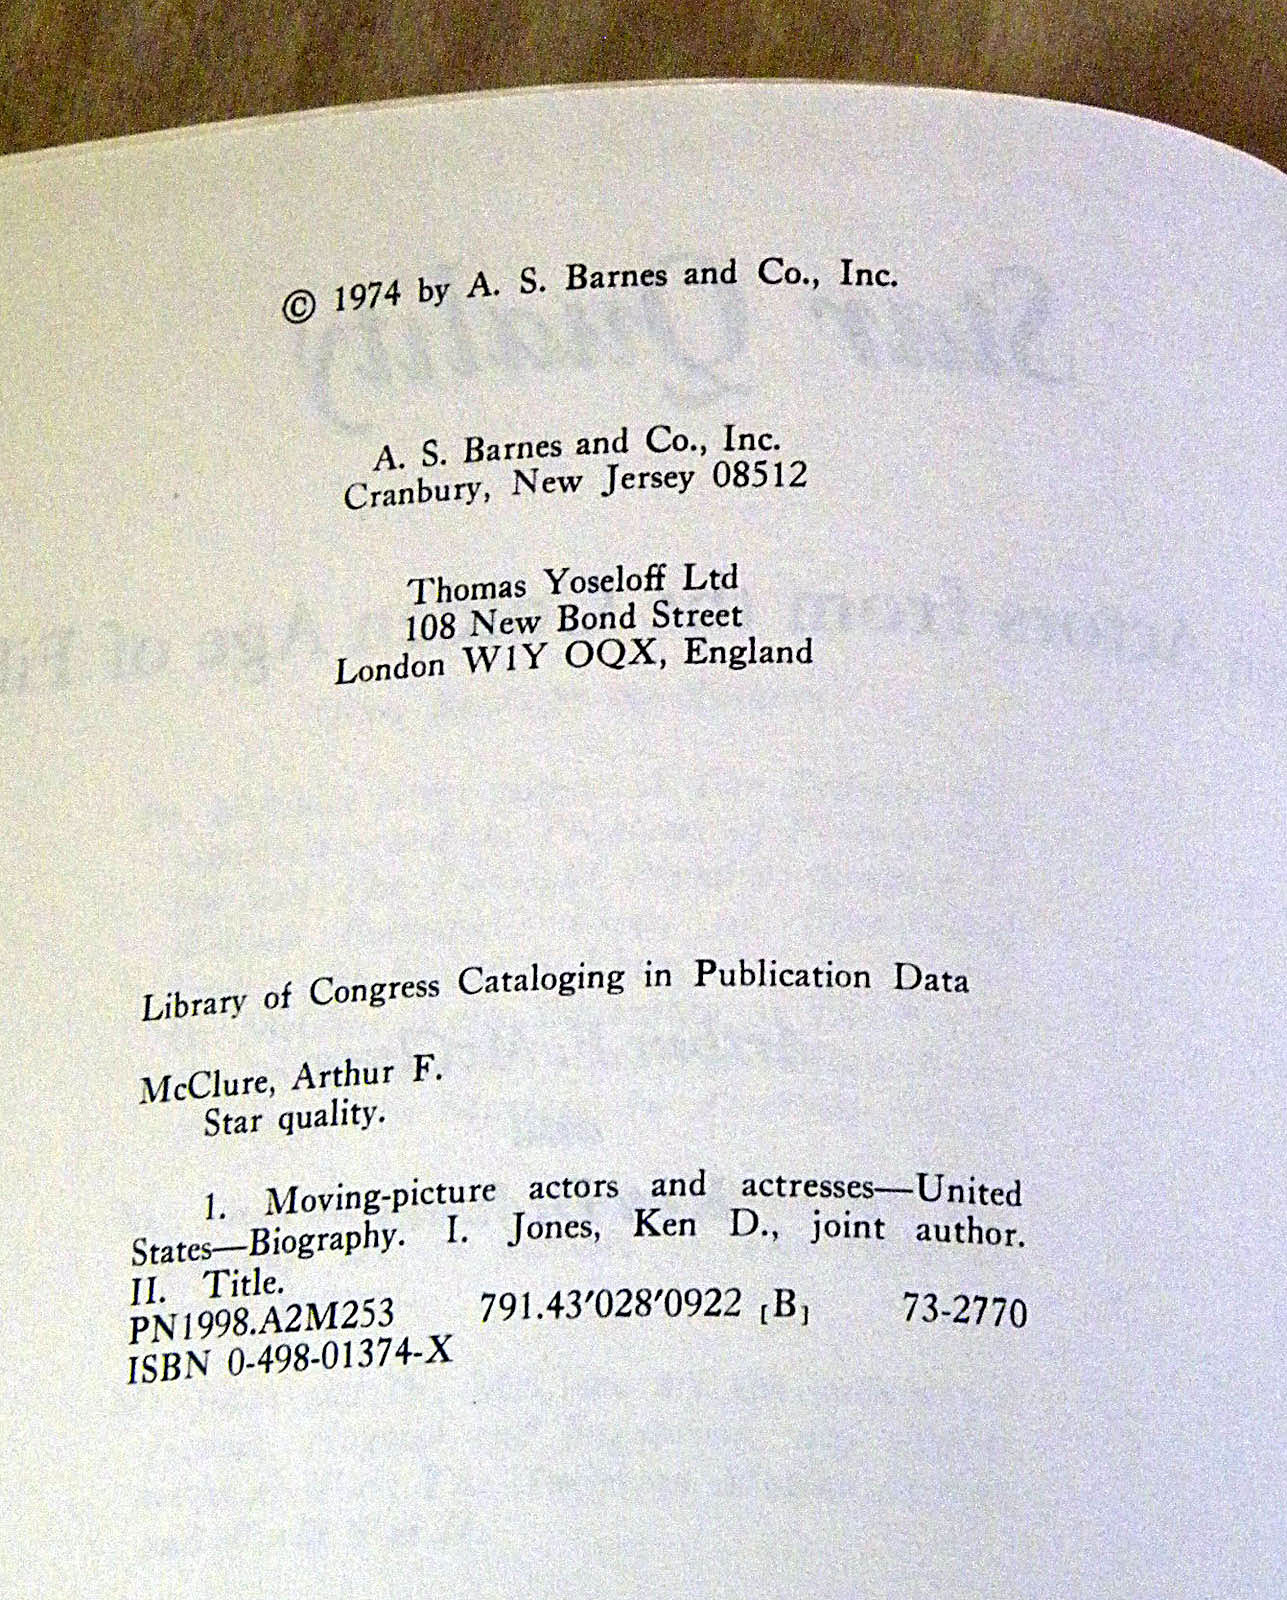 © 1974 by A. S. Barnes and Co., Inc.
A. S. Barnes and Co., Inc.
Cranbury, New Jersey 08512
Thomas Yoseloff Ltd
108 New Bond Street
London W1Y OQX, England
Library of Congress Cataloging in Publication Data
McClure, Arthur F.
Star quality.
1. Moving-picture actors and actresses—United
States—Biography. I. Jones, Ken D., joint author.
II. Title.
PN1998.A2M253 791.43'028'0922 [B] 73-2770
ISBN 0-498-01374-X